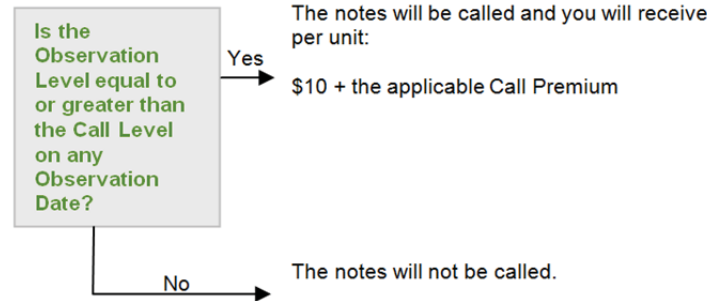 Is the
Observation
Level equal to
or greater than
the Call Level
on any
Observation
Date?
Yes
The notes will be called and you will receive
per unit:
$10 + the applicable Call Premium
No
The notes will not be called.